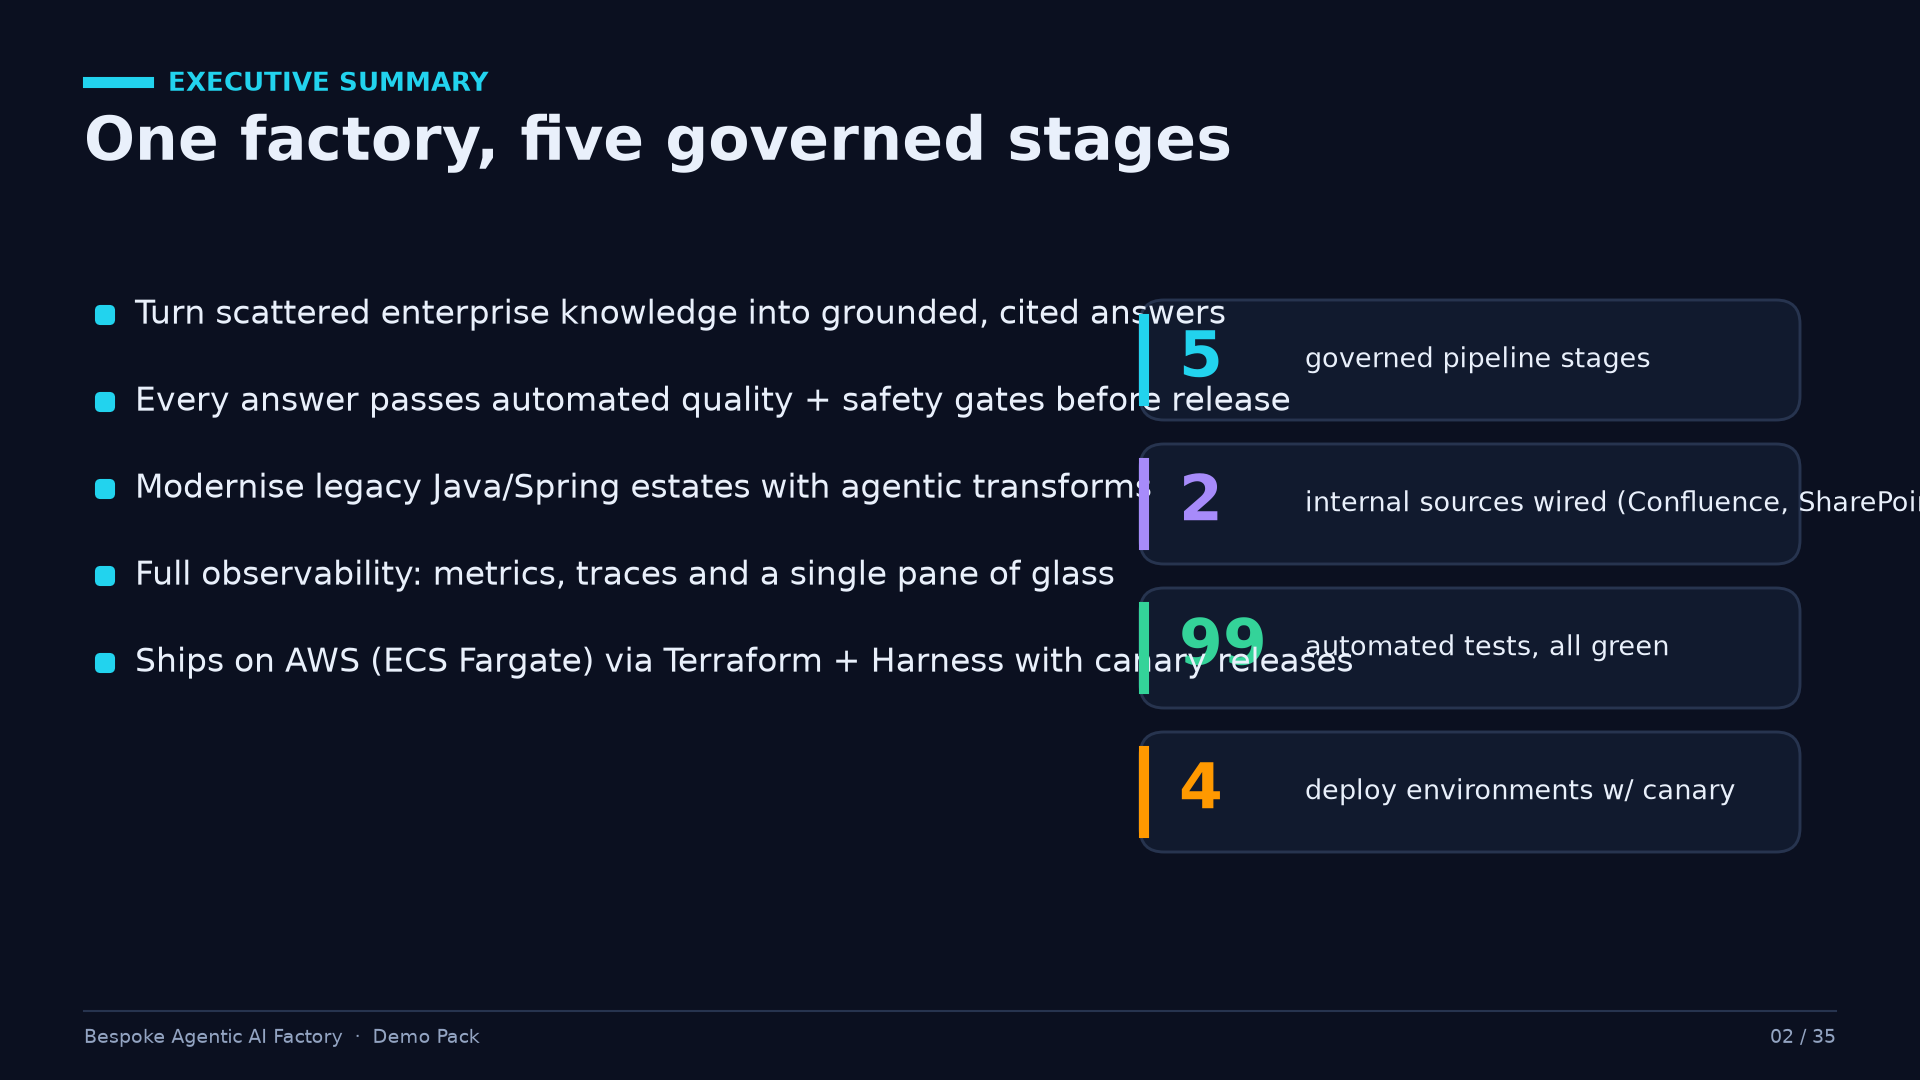 EXECUTIVE SUMMARY
One factory, five governed stages
Turn scattered enterprise knowledge into grounded, cited answers
Every answer passes automated quality + safety gates before release
Modernise legacy Java/Spring estates with agentic transforms
Full observability: metrics, traces and a single pane of glass
Ships on AWS (ECS Fargate) via Terraform + Harness with canary releases
5 governed pipeline stages
2 internal sources wired (Confluence,
99 automated tests, all green
4 deploy environments w/ canary
Bespoke Agentic AI Factory · Demo Pack
02 / 35